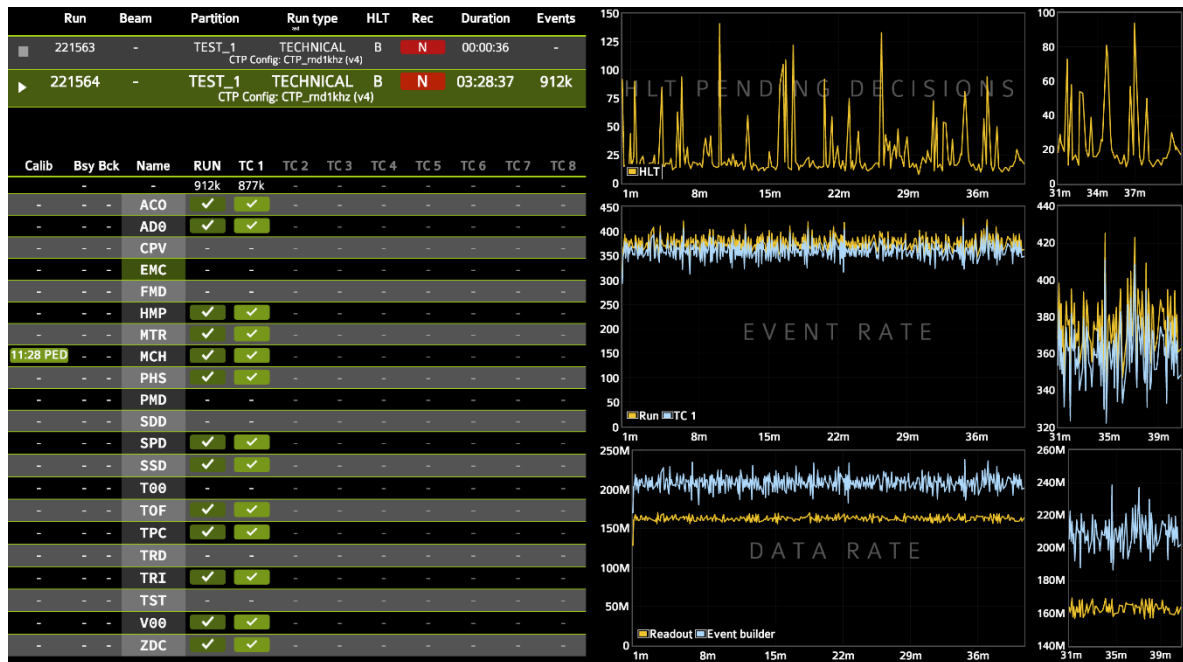 Run Beam Partition Run type HLT Rec Duration Events
221563 - TEST_1 TECHNICAL B N 00:00:36 -
CTP Config: CTP_rnd1khz (v4)
221564 - TEST_1 TECHNICAL B N 03:28:37 912k
CTP Config: CTP_rnd1khz (v4)
Calib Bsy Bck Name RUN TC 1 TC 2 TC 3 TC 4 TC 5 TC 6 TC 7 TC 8
- - 912k 877k
- - - ACO ✓ ✓ - - - - - - -
- - - AD0 ✓ ✓ - - - - - - -
- - - CPV - - - - - - - - -
- - - EMC - - - - - - - - -
- - - FMD - - - - - - - - -
- - - HMP ✓ ✓ - - - - - - -
- - - MTR ✓ ✓ - - - - - - -
11:28 PED - - MCH ✓ ✓ - - - - - - -
- - - PHS ✓ ✓ - - - - - - -
- - - PMD - - - - - - - - -
- - - SDD - - - - - - - - -
- - - SPD ✓ ✓ - - - - - - -
- - - SSD ✓ ✓ - - - - - - -
- - - T00 - - - - - - - - -
- - - TOF ✓ ✓ - - - - - - -
- - - TPC ✓ ✓ - - - - - - -
- - - TRD - - - - - - - - -
- - - TRI ✓ ✓ - - - - - - -
- - - TST - - - - - - - - -
- - - V00 ✓ ✓ - - - - - - -
- - - ZDC ✓ ✓ - - - - - - -
150
125
100
HLT PENDING DECISIONS
75
50
25
HLT
0
1m 8m 15m 22m 29m 36m
100
80
60
40
20
0
31m 34m 37m
450
400
350
300
250
200
EVENT RATE
150
100
50
Run TC 1
0
1m 8m 15m 22m 29m 36m
440
420
400
380
360
340
320
31m 35m 39m
250M
200M
150M
DATA RATE
100M
50M
Readout Event builder
0
1m 8m 15m 22m 29m 36m
260M
240M
220M
200M
180M
160M
140M
31m 35m 39m